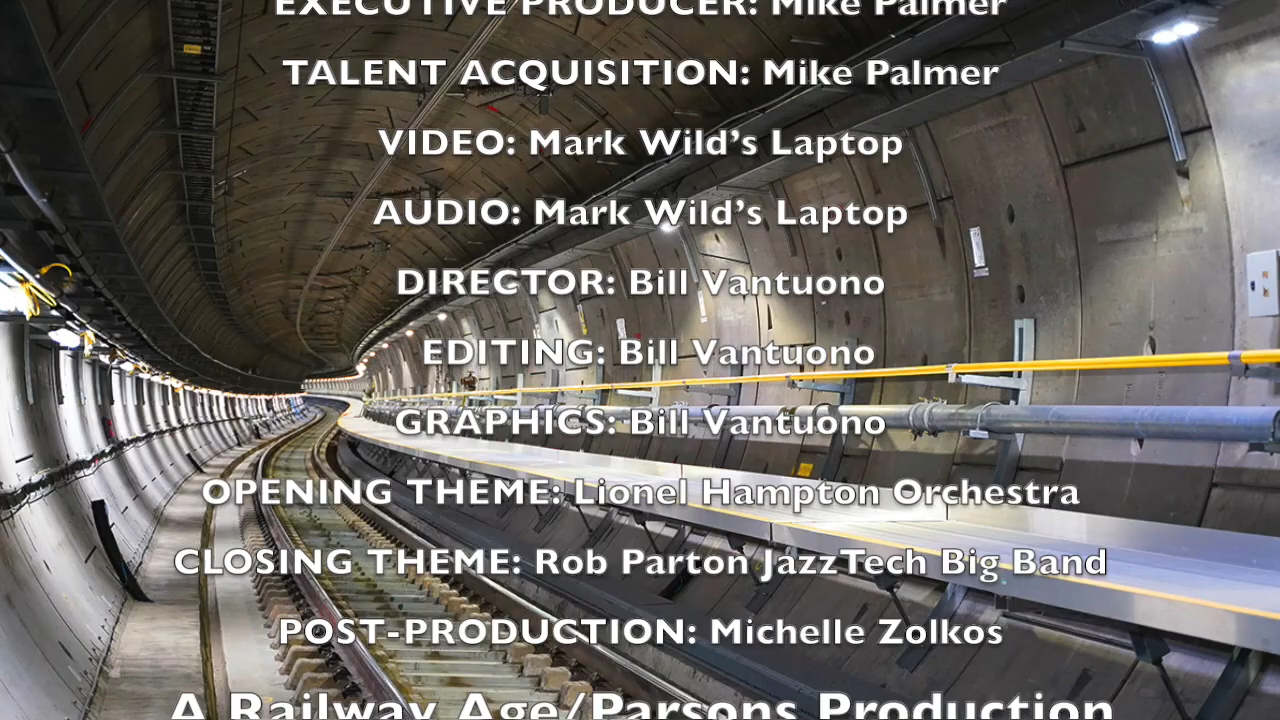 EXECUTIVE PRODUCER: Mike Palmer
TALENT ACQUISITION: Mike Palmer
VIDEO: Mark Wild’s Laptop
AUDIO: Mark Wild’s Laptop
DIRECTOR: Bill Vantuono
EDITING: Bill Vantuono
GRAPHICS: Bill Vantuono
OPENING THEME: Lionel Hampton Orchestra
CLOSING THEME: Rob Parton JazzTech Big Band
POST-PRODUCTION: Michelle Zolkos
A Railway Age/Parsons Production